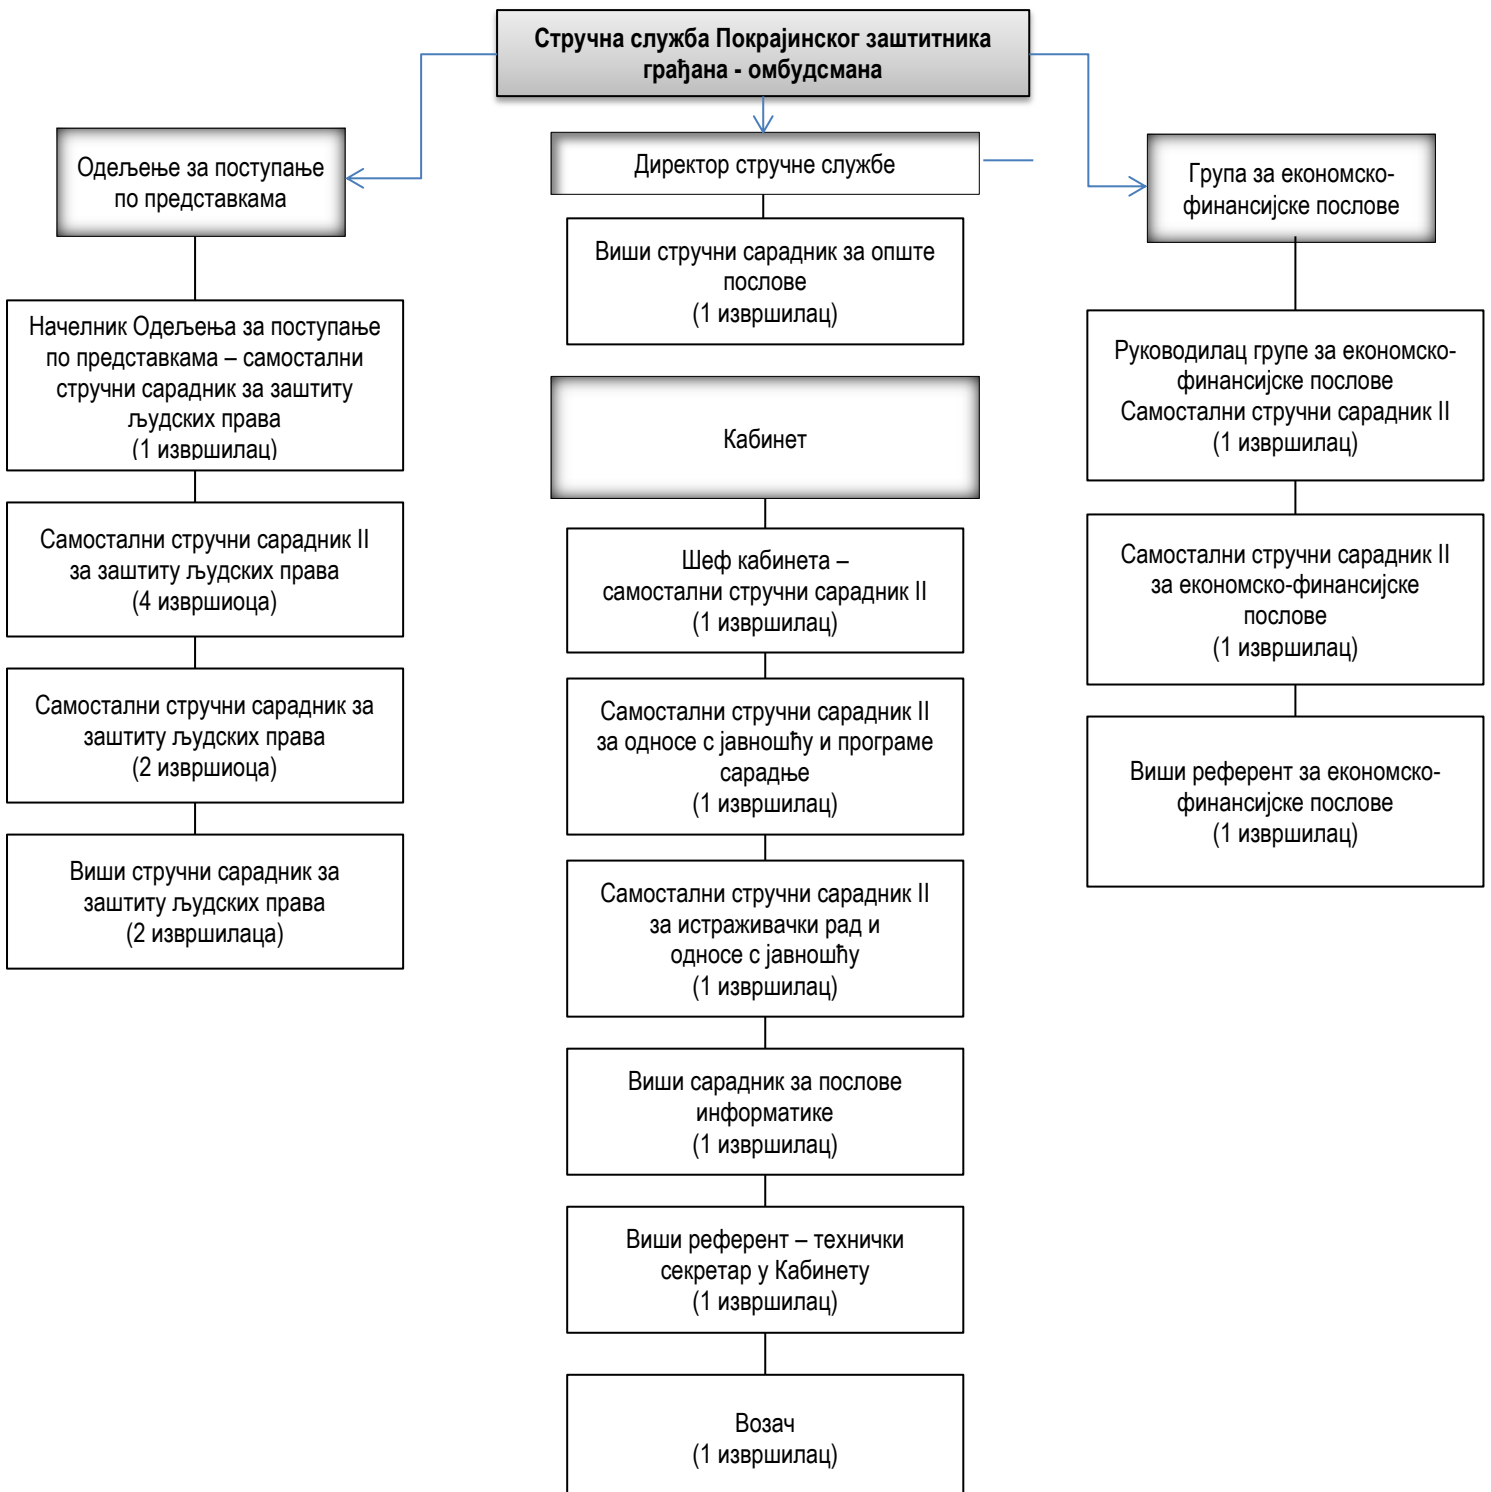 Стручна служба Покрајинског заштитника
грађана - омбудсмана
Одељење за поступање
по представкама
Начелник Одељења за поступање
по представкама – самостални
стручни сарадник за заштиту
људских права
(1 извршилац)
Самостални стручни сарадник II
за заштиту људских права
(4 извршиоца)
Самостални стручни сарадник за
заштиту људских права
(2 извршиоца)
Виши стручни сарадник за
заштиту људских права
(2 извршилаца)
Директор стручне службе
Виши стручни сарадник за опште
послове
(1 извршилац)
Кабинет
Шеф кабинета –
самостални стручни сарадник II
(1 извршилац)
Самостални стручни сарадник II
за односе с јавношћу и програме
сарадње
(1 извршилац)
Самостални стручни сарадник II
за истраживачки рад и
односе с јавношћу
(1 извршилац)
Виши сарадник за послове
информатике
(1 извршилац)
Виши референт – технички
секретар у Кабинету
(1 извршилац)
Возач
(1 извршилац)
Група за економско-
финансијске послове
Руководилац групе за економско-
финансијске послове
Самостални стручни сарадник II
(1 извршилац)
Самостални стручни сарадник II
за економско-финансијске
послове
(1 извршилац)
Виши референт за економско-
финансијске послове
(1 извршилац)